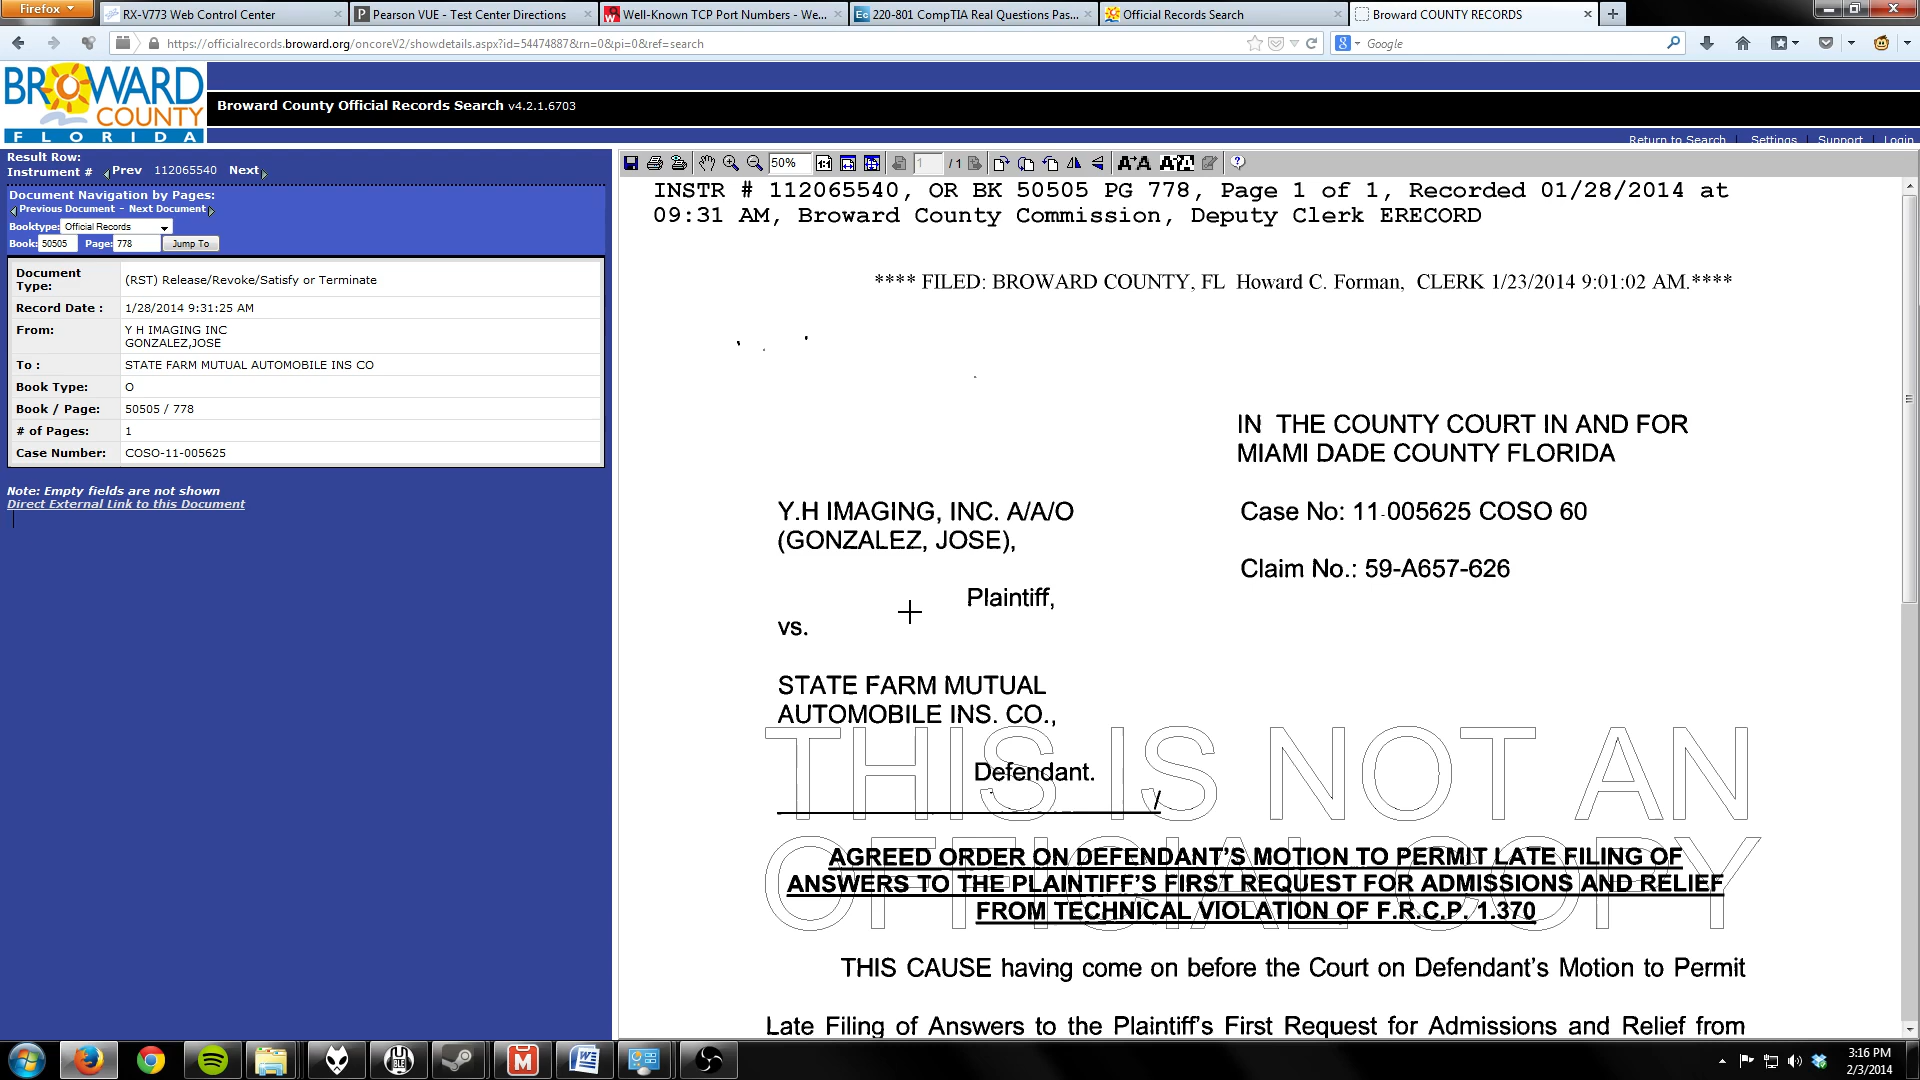 Firefox
RX-V773 Web Control Center
Pearson VUE - Test Center Directions
Well-Known TCP Port Numbers - We...
220-801 CompTIA Real Questions Pas...
Official Records Search
Broward COUNTY RECORDS
https://officialrecords.broward.org/oncoreV2/showdetails.aspx?id=54474887&rn=0&pi=0&ref=search
Google
BROWARD
COUNTY
FLORIDA
Broward County Official Records Search v4.2.1.6703
Return to Search | Settings | Support | Login
Result Row:
Instrument # Prev 112065540 Next
Document Navigation by Pages:
Previous Document - Next Document
Booktype: Official Records
Book: 50505 Page: 778 Jump To
Document Type: (RST) Release/Revoke/Satisfy or Terminate
Record Date : 1/28/2014 9:31:25 AM
From: Y H IMAGING INC
GONZALEZ,JOSE
To : STATE FARM MUTUAL AUTOMOBILE INS CO
Book Type: O
Book / Page: 50505 / 778
# of Pages: 1
Case Number: COSO-11-005625
Note: Empty fields are not shown
Direct External Link to this Document
50%
1 / 1
INSTR # 112065540, OR BK 50505 PG 778, Page 1 of 1, Recorded 01/28/2014 at
09:31 AM, Broward County Commission, Deputy Clerk ERECORD
**** FILED: BROWARD COUNTY, FL Howard C. Forman, CLERK 1/23/2014 9:01:02 AM.****
IN THE COUNTY COURT IN AND FOR
MIAMI DADE COUNTY FLORIDA
Y.H IMAGING, INC. A/A/O
(GONZALEZ, JOSE),
Case No: 11-005625 COSO 60
Claim No.: 59-A657-626
Plaintiff,
vs.
STATE FARM MUTUAL
AUTOMOBILE INS. CO.,
Defendant.
/
THIS IS NOT AN
OFFICIAL COPY
AGREED ORDER ON DEFENDANT'S MOTION TO PERMIT LATE FILING OF
ANSWERS TO THE PLAINTIFF'S FIRST REQUEST FOR ADMISSIONS AND RELIEF
FROM TECHNICAL VIOLATION OF F.R.C.P. 1.370
THIS CAUSE having come on before the Court on Defendant's Motion to Permit
Late Filing of Answers to the Plaintiff's First Request for Admissions and Relief from
3:16 PM
2/3/2014